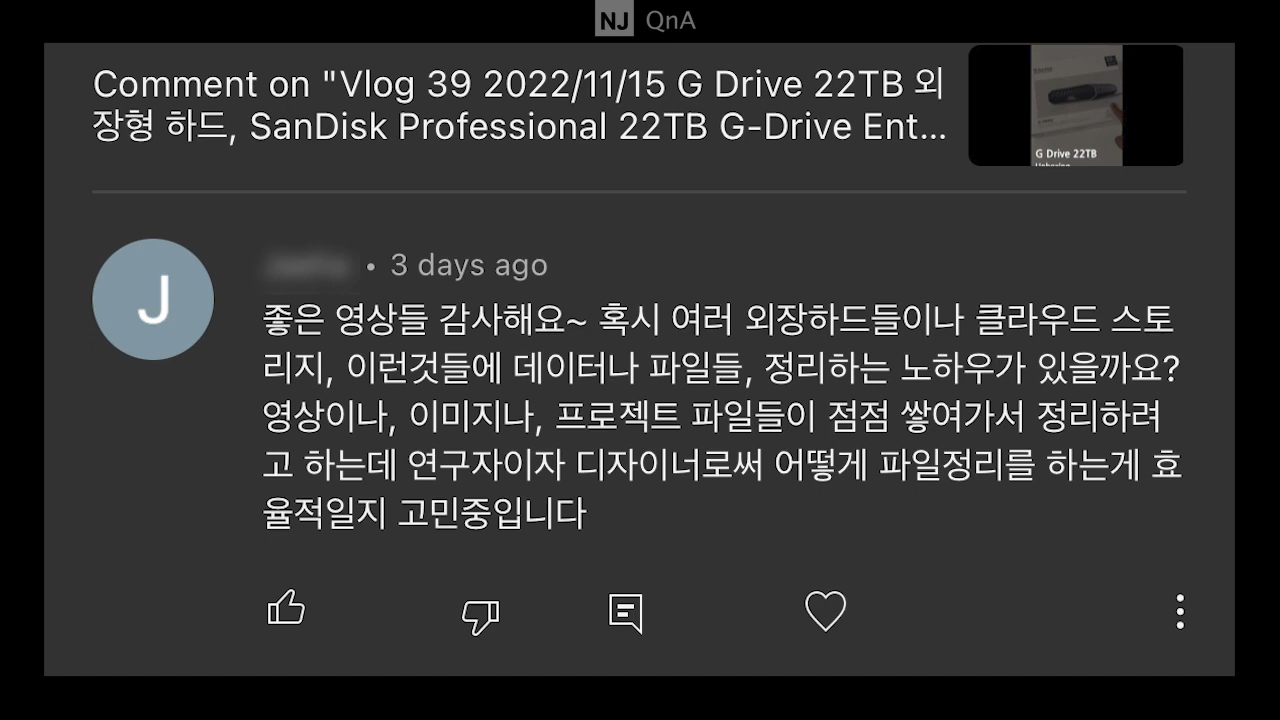 NJ QnA
Comment on "Vlog 39 2022/11/15 G Drive 22TB 외
장형 하드, SanDisk Professional 22TB G-Drive Ent...
G Drive 22TB
J
• 3 days ago
좋은 영상들 감사해요~ 혹시 여러 외장하드들이나 클라우드 스토
리지, 이런것들에 데이터나 파일들, 정리하는 노하우가 있을까요?
영상이나, 이미지나, 프로젝트 파일들이 점점 쌓여가서 정리하려
고 하는데 연구자이자 디자이너로써 어떻게 파일정리를 하는게 효
율적일지 고민중입니다